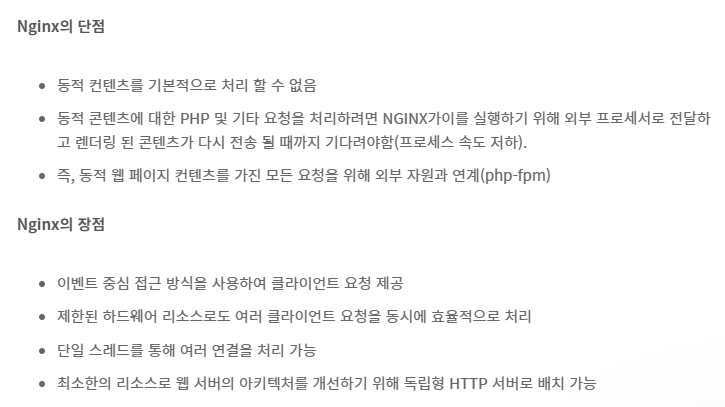 Nginx의 단점
동적 컨텐츠를 기본적으로 처리 할 수 없음
동적 콘텐츠에 대한 PHP 및 기타 요청을 처리하려면 NGINX가이를 실행하기 위해 외부 프로세서로 전달하
고 렌더링 된 콘텐츠가 다시 전송 될 때까지 기다려야함(프로세스 속도 저하).
즉, 동적 웹 페이지 컨텐츠를 가진 모든 요청을 위해 외부 자원과 연계(php-fpm)
Nginx의 장점
이벤트 중심 접근 방식을 사용하여 클라이언트 요청 제공
제한된 하드웨어 리소스로도 여러 클라이언트 요청을 동시에 효율적으로 처리
단일 스레드를 통해 여러 연결을 처리 가능
최소한의 리소스로 웹 서버의 아키텍처를 개선하기 위해 독립형 HTTP 서버로 배치 가능